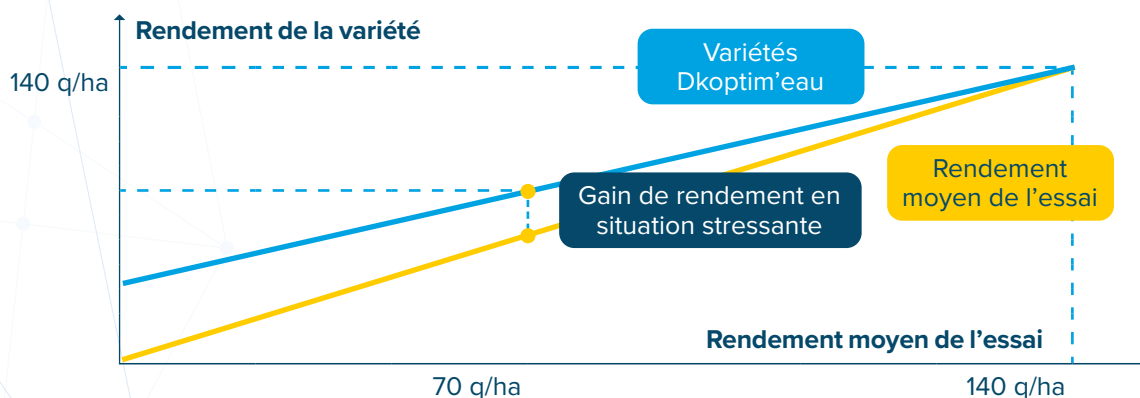 Rendement de la variété
140 q/ha
Variétés
Dkoptim’eau
Rendement
moyen de l’essai
Gain de rendement en
situation stressante
Rendement moyen de l’essai
70 q/ha
140 q/ha